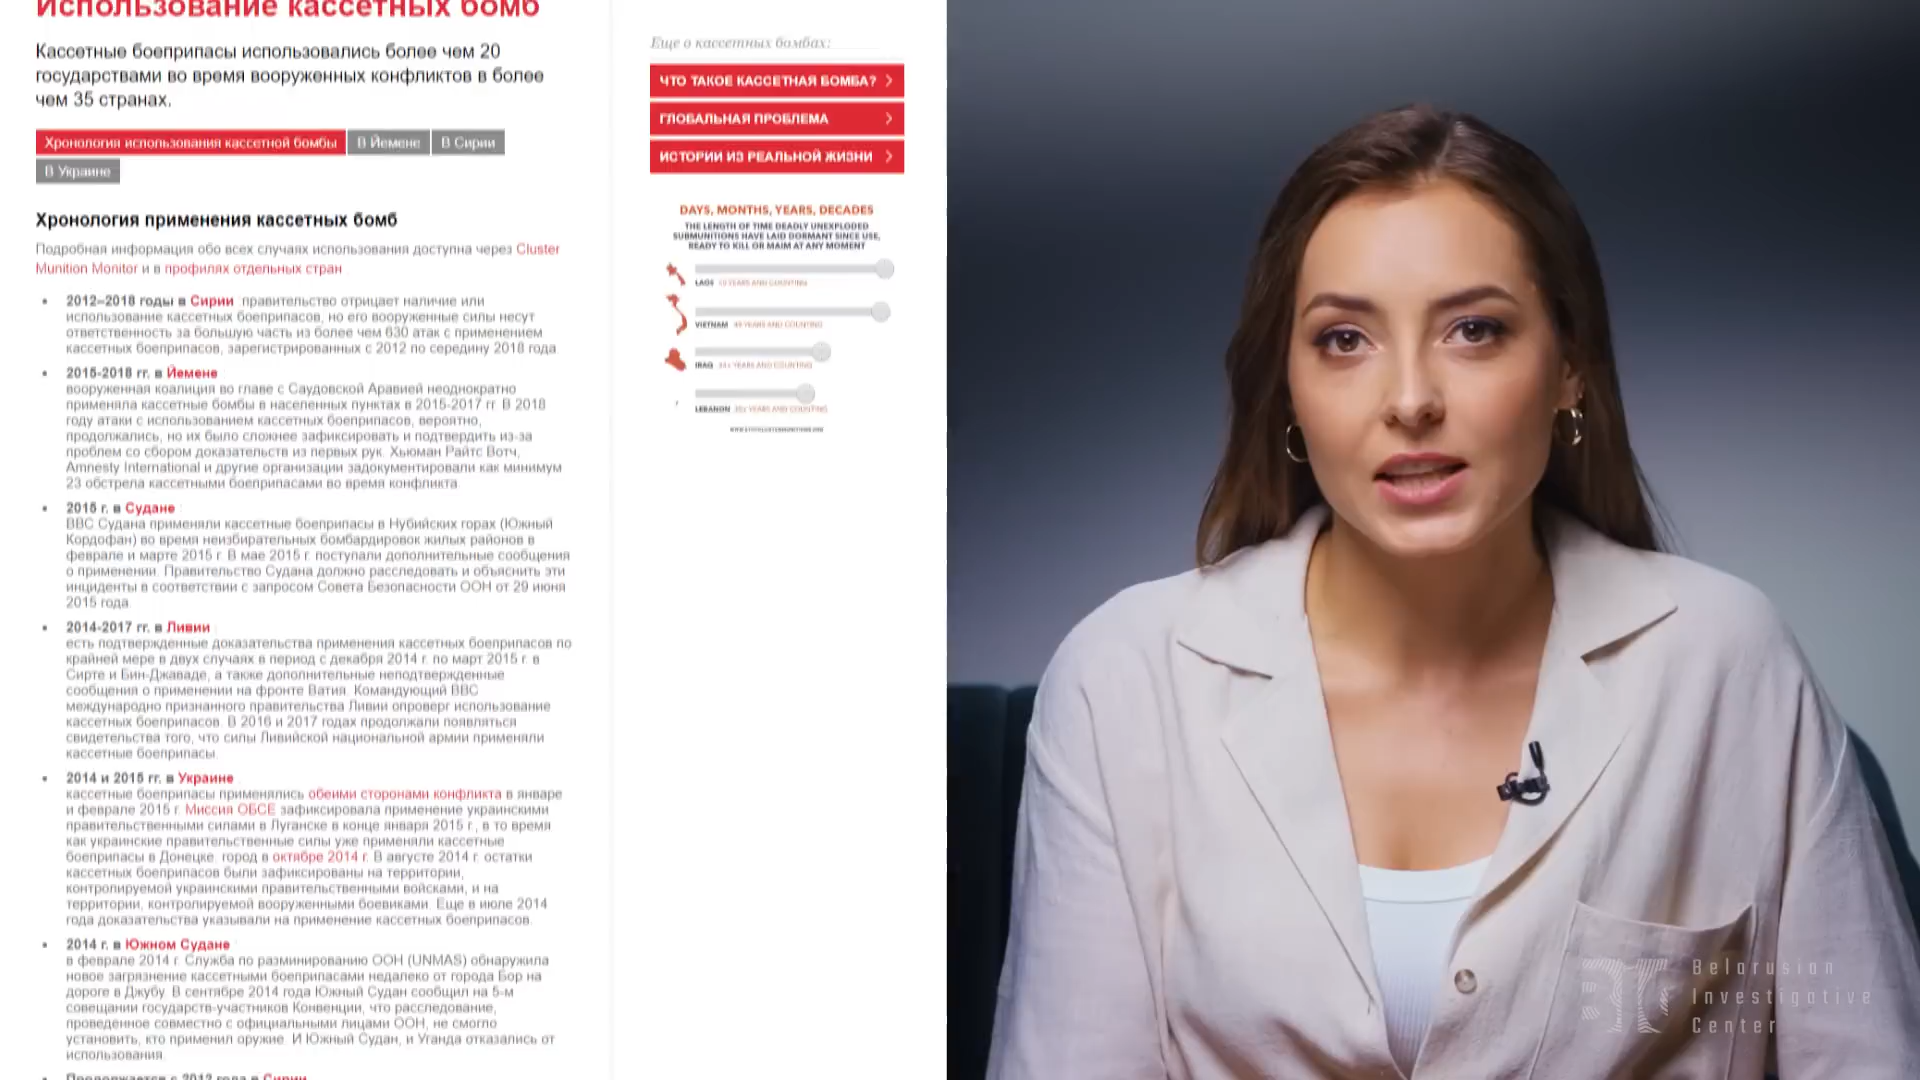 Использование кассетных бомб
Кассетные боеприпасы использовались более чем 20
государствами во время вооруженных конфликтов в более
чем 35 странах.
Хронология использования кассетной бомбы
В Йемене
В Сирии
В Украине
Хронология применения кассетных бомб
Подробная информация обо всех случаях использования доступна через Cluster
Munition Monitor и в профилях отдельных стран
2012–2018 годы в Сирии правительство отрицает наличие или
использование кассетных боеприпасов, но его вооруженные силы несут
ответственность за большую часть из более чем 630 атак с применением
кассетных боеприпасов, зарегистрированных с 2012 по середину 2018 года
2015-2018 гг. в Йемене
вооруженная коалиция во главе с Саудовской Аравией неоднократно
применяла кассетные бомбы в населенных пунктах в 2015-2017 гг. В 2018
году атаки с использованием кассетных боеприпасов, вероятно,
продолжались, но их было сложнее зафиксировать и подтвердить из-за
проблем со сбором доказательств из первых рук. Хьюман Райтс Вотч,
Amnesty International и другие организации задокументировали как минимум
23 обстрела кассетными боеприпасами во время конфликта.
2015 г. в Судане
ВВС Судана применяли кассетные боеприпасы в Нубийских горах (Южный
Кордофан) во время неизбирательных бомбардировок жилых районов в
феврале и марте 2015 г. В мае 2015 г. поступали дополнительные сообщения
о применении. Правительство Судана должно расследовать и объяснить эти
инциденты в соответствии с запросом Совета Безопасности ООН от 29 июня
2015 года.
2014-2017 гг. в Ливии
есть подтвержденные доказательства применения кассетных боеприпасов по
крайней мере в двух случаях в период с декабря 2014 г. по март 2015 г. в
Сирте и Бин-Джаваде, а также дополнительные неподтвержденные
сообщения о применении на фронте Ватия. Командующий ВВС
международно признанного правительства Ливии опроверг использование
кассетных боеприпасов. В 2016 и 2017 годах продолжали появляться
свидетельства того, что силы Ливийской национальной армии применяли
кассетные боеприпасы.
2014 и 2015 гг. в Украине
кассетные боеприпасы применялись обеими сторонами конфликта в январе
и феврале 2015 г. Миссия ОБСЕ зафиксировала применение украинскими
правительственными силами в Луганске в конце января 2015 г., в то время
как украинские правительственные силы уже применяли кассетные
боеприпасы в Донецке. город в октябре 2014 г. В августе 2014 г. остатки
кассетных боеприпасов были зафиксированы на территории,
контролируемой украинскими правительственными войсками, и на
территории, контролируемой вооруженными боевиками. Еще в июле 2014
года доказательства указывали на применение кассетных боеприпасов.
2014 г. в Южном Судане
в феврале 2014 г. Служба по разминированию ООН (UNMAS) обнаружила
новое загрязнение кассетными боеприпасами недалеко от города Бор на
дороге в Джубу. В сентябре 2014 года Южный Судан сообщил на 5-м
совещании государств-участников Конвенции, что расследование,
проведенное совместно с официальными лицами ООН, не смогло
установить, кто применил оружие. И Южный Судан, и Уганда отказались от
использования.
Продолжается с 2012 года в Сирии
Еще о кассетных бомбах:
ЧТО ТАКОЕ КАССЕТНАЯ БОМБА?
ГЛОБАЛЬНАЯ ПРОБЛЕМА
ИСТОРИИ ИЗ РЕАЛЬНОЙ ЖИЗНИ
DAYS, MONTHS, YEARS, DECADES
THE LENGTH OF TIME DEADLY UNEXPLODED
SUBMUNITIONS HAVE LAID DORMANT SINCE USE,
READY TO KILL OR MAIM AT ANY MOMENT
LAOS YEARS AND COUNTING
VIETNAM YEARS AND COUNTING
IRAQ YEARS AND COUNTING
LEBANON YEARS AND COUNTING
Belarusian
Investigative
Center